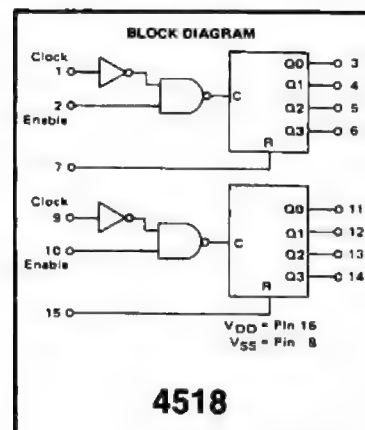 BLOCK DIAGRAM
Clock
1
2
Enable
7
C
R
Q0
Q1
Q2
Q3
3
4
5
6
Clock
9
10
Enable
15
C
R
Q0
Q1
Q2
Q3
11
12
13
14
VDD = Pin 16
VSS = Pin 8
4518